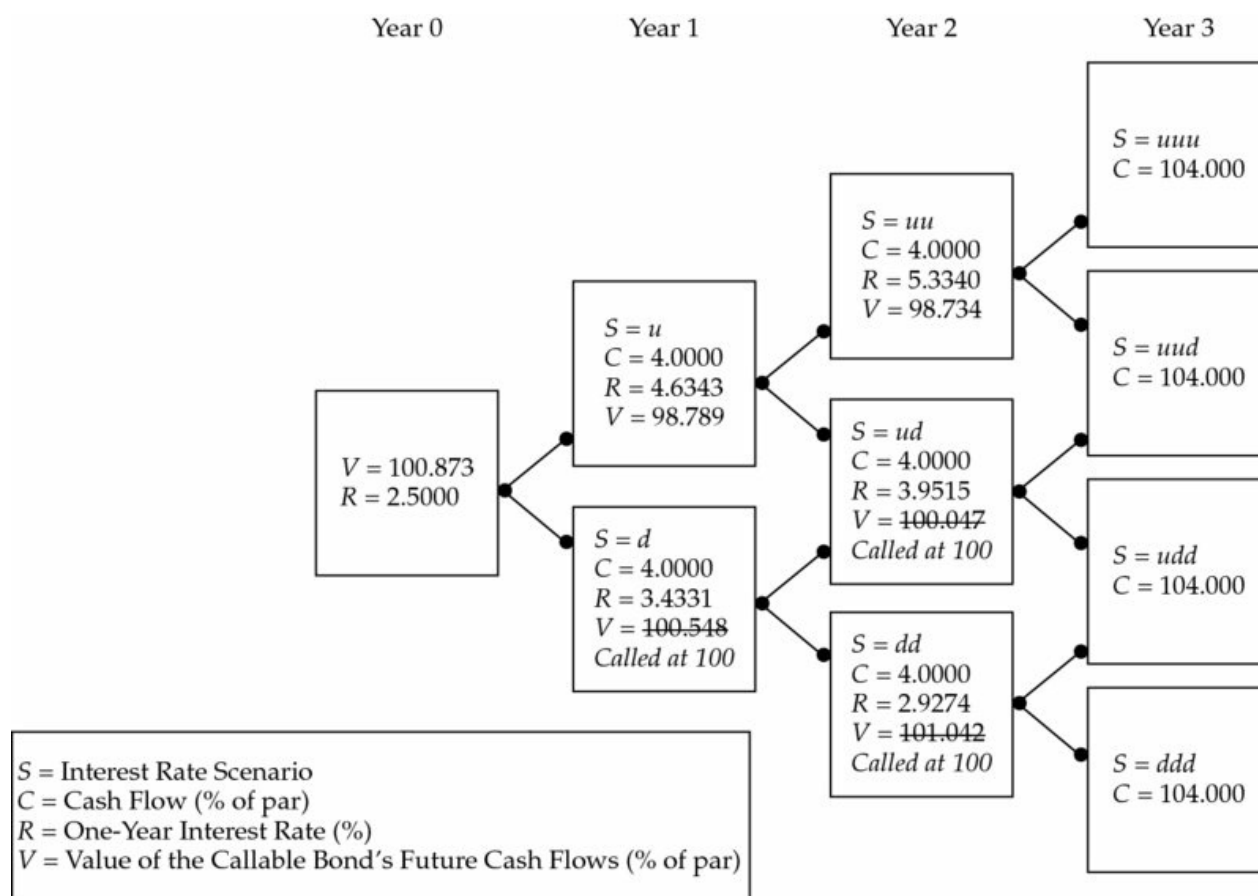 Year 0
Year 1
Year 2
Year 3
V = 100.873
R = 2.5000
S = u
C = 4.0000
R = 4.6343
V = 98.789
S = d
C = 4.0000
R = 3.4331
V = 100.548
Called at 100
S = uu
C = 4.0000
R = 5.3340
V = 98.734
S = ud
C = 4.0000
R = 3.9515
V = 100.047
Called at 100
S = dd
C = 4.0000
R = 2.9274
V = 101.042
Called at 100
S = uuu
C = 104.000
S = uud
C = 104.000
S = udd
C = 104.000
S = ddd
C = 104.000
S = Interest Rate Scenario
C = Cash Flow (% of par)
R = One-Year Interest Rate (%)
V = Value of the Callable Bond's Future Cash Flows (% of par)